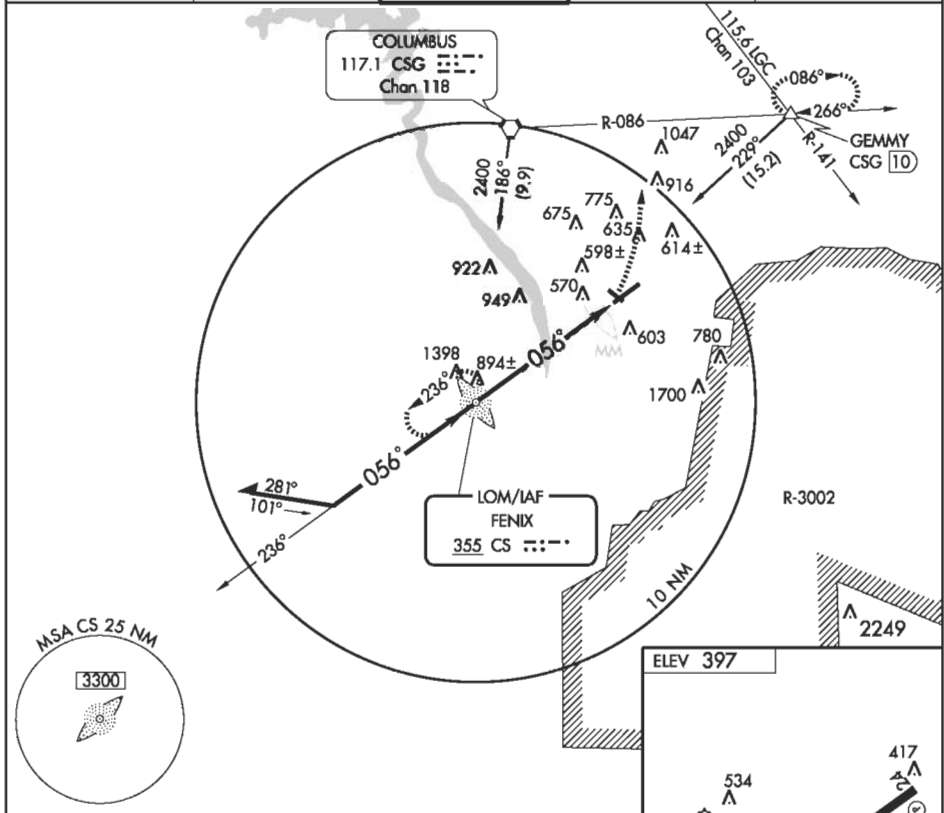 COLUMBUS
117.1 CSG
Chan 118
115.6 LGC
Chan 103
086°
266°
R-086
GEMMY
CSG 10
R-141
2400
229°
(15.2)
2400
186°
(9.9)
1047
916
775
675
635
614±
598±
570
922
949
603
MM
780
1700
1398
894±
236°
056°
056°
281°
101°
236°
LOM/IAF
FENIX
355 CS
R-3002
10 NM
2249
MSA CS 25 NM
3300
ELEV 397
417
24
534
P